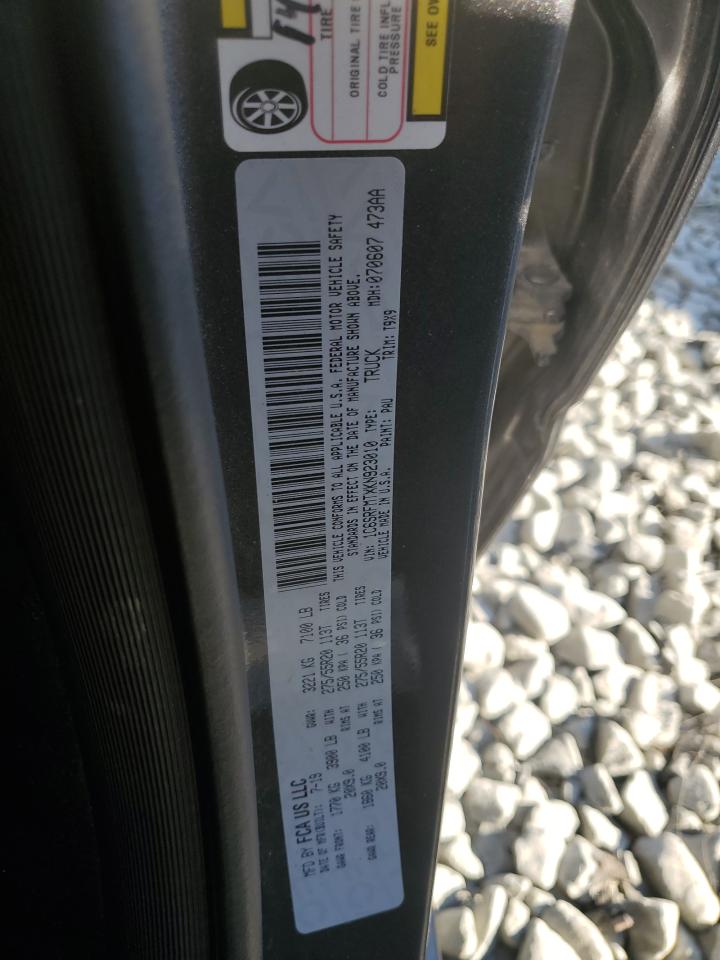 TIRE
ORIGINAL TIRE
COLD TIRE INFL
PRESSURE
SEE OW
MFD BY FCA US LLC
DATE OF MFR(BUILT): 7-19 GVWR: 3221 KG 7100 LB
GAWR FRONT: 1770 KG 3900 LB WITH 275/55R20 113T TIRES
20X9.0 RIMS AT 250 KPA ( 36 PSI) COLD
GAWR REAR: 1860 KG 4100 LB WITH 275/55R20 113T TIRES
20X9.0 RIMS AT 250 KPA ( 36 PSI) COLD
THIS VEHICLE CONFORMS TO ALL APPLICABLE U.S.A. FEDERAL MOTOR VEHICLE SAFETY
STANDARDS IN EFFECT ON THE DATE OF MANUFACTURE SHOWN ABOVE.
VIN: 1C6SRFMTXKN923010 TYPE: TRUCK MDH:070607 473AA
VEHICLE MADE IN U.S.A. PAINT: PAU TRIM: T9X9